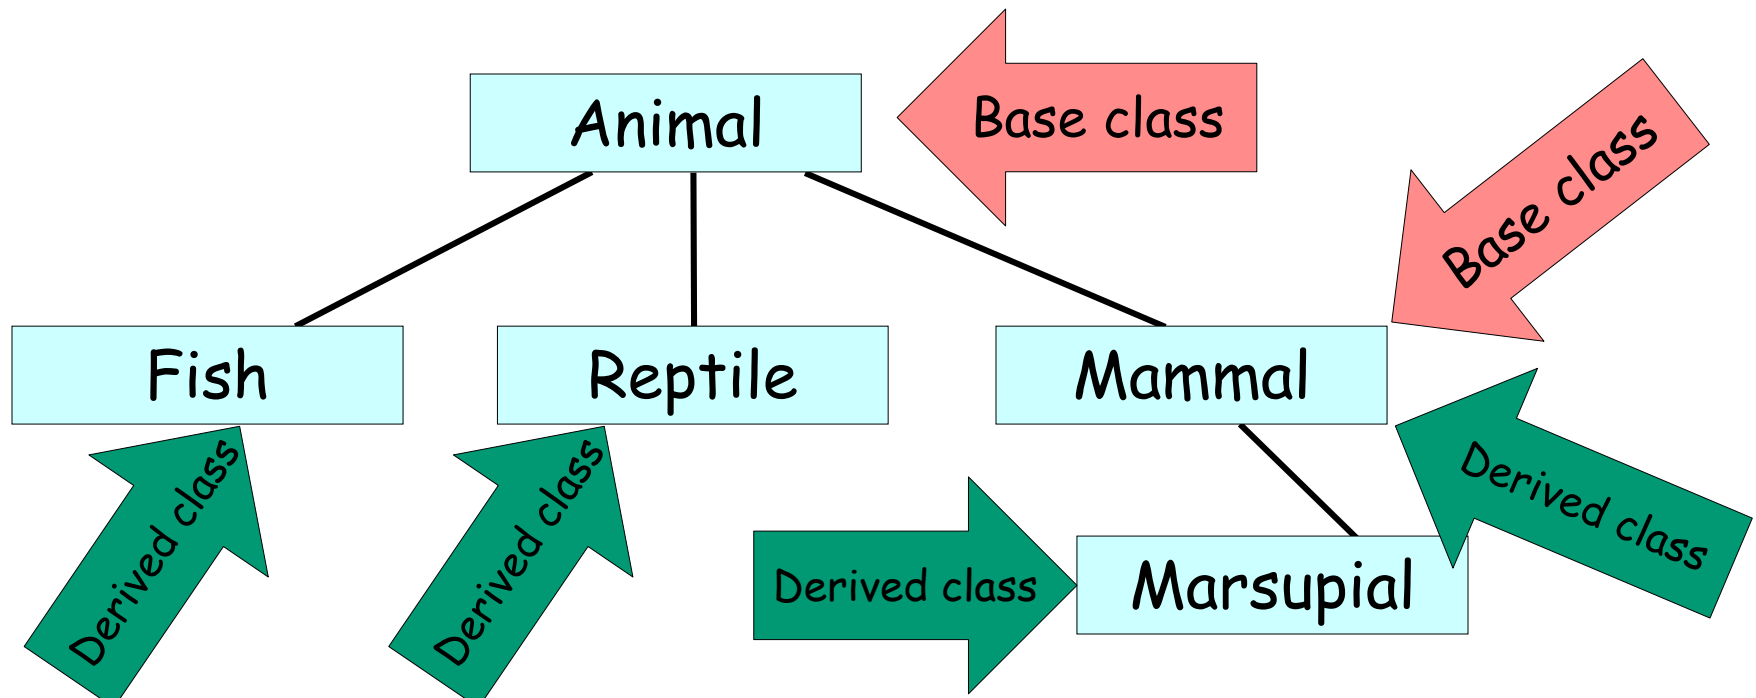 Animal
Base class
Base class
Fish
Reptile
Mammal
Derived class
Derived class
Derived class
Derived class
Marsupial